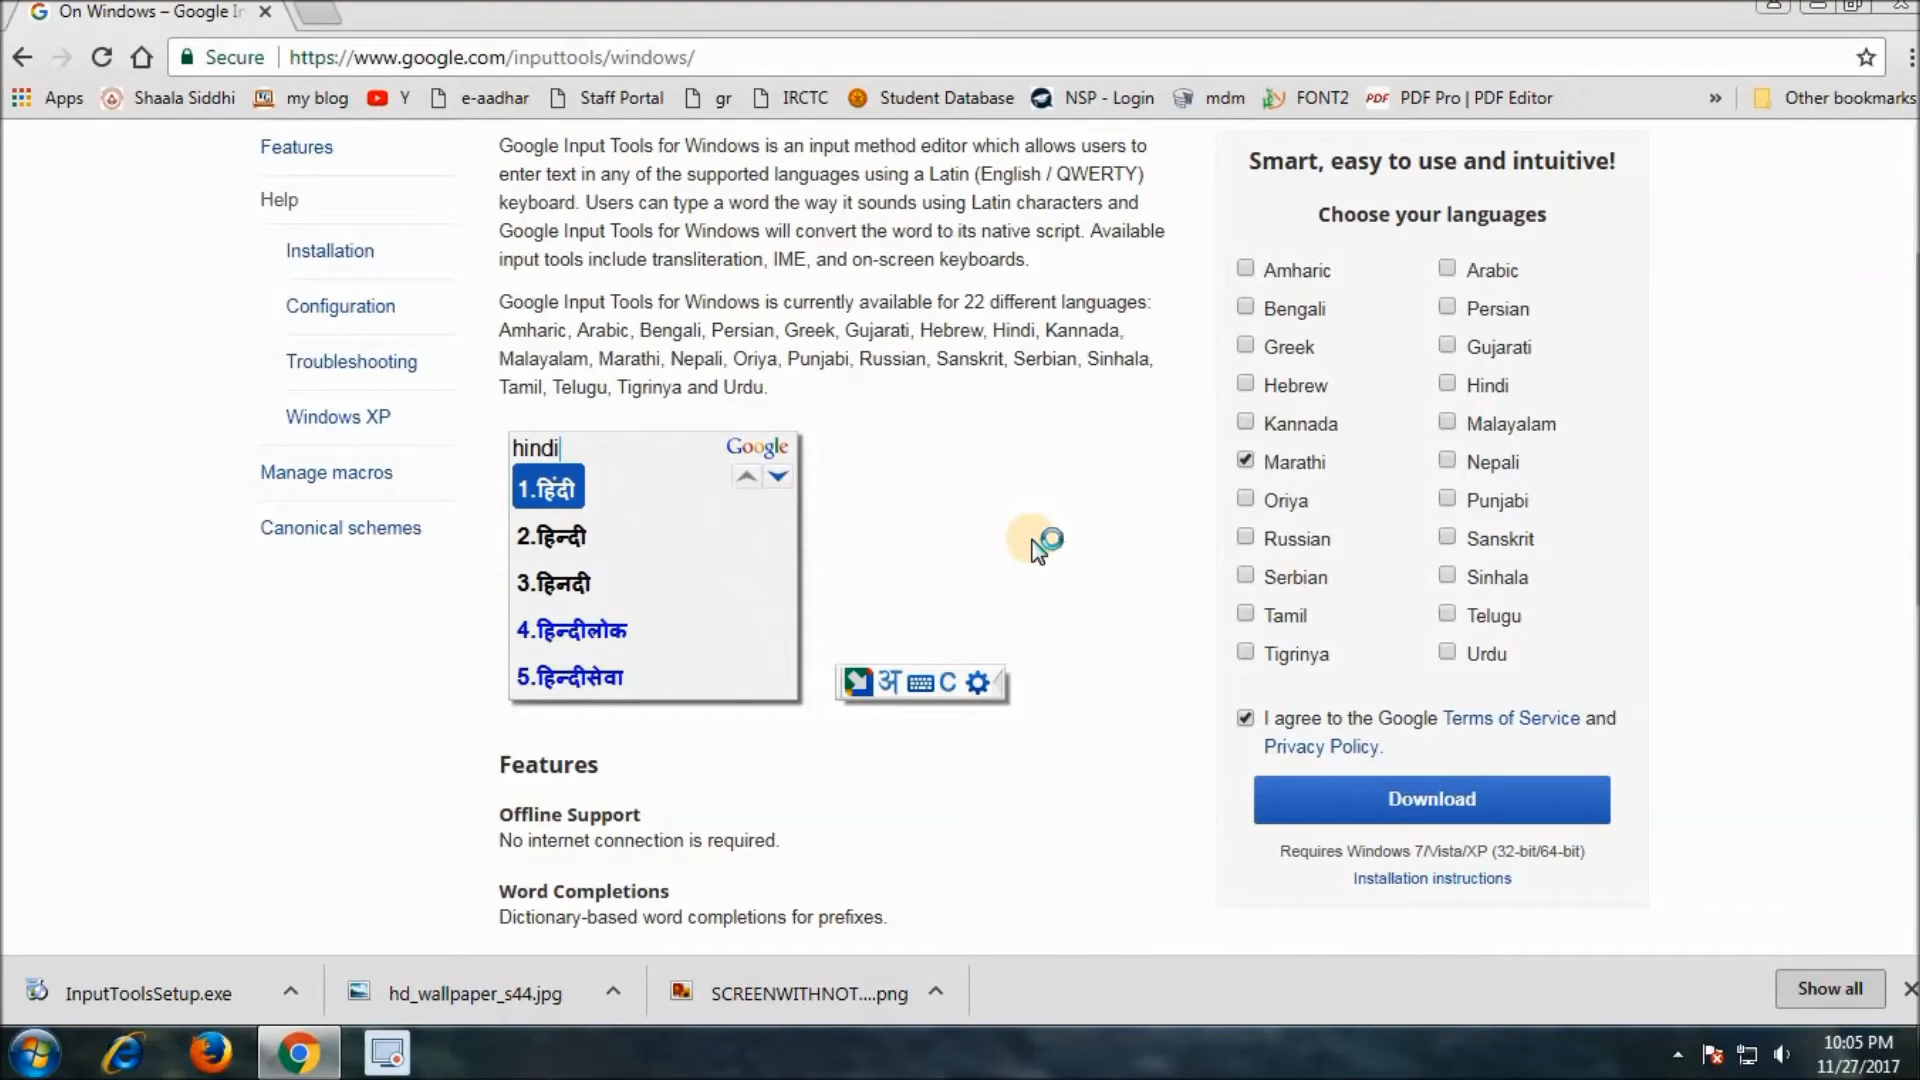 On Windows – Google In
Secure https://www.google.com/inputtools/windows/
Apps Shaala Siddhi my blog Y e-aadhar Staff Portal gr IRCTC Student Database NSP - Login mdm FONT2 PDF PDF Pro | PDF Editor » Other bookmarks
Features
Help
Installation
Configuration
Troubleshooting
Windows XP
Manage macros
Canonical schemes
Google Input Tools for Windows is an input method editor which allows users to
enter text in any of the supported languages using a Latin (English / QWERTY)
keyboard. Users can type a word the way it sounds using Latin characters and
Google Input Tools for Windows will convert the word to its native script. Available
input tools include transliteration, IME, and on-screen keyboards.
Google Input Tools for Windows is currently available for 22 different languages:
Amharic, Arabic, Bengali, Persian, Greek, Gujarati, Hebrew, Hindi, Kannada,
Malayalam, Marathi, Nepali, Oriya, Punjabi, Russian, Sanskrit, Serbian, Sinhala,
Tamil, Telugu, Tigrinya and Urdu.
hindi Google
1.हिंदी
2.हिन्दी
3.हिनदी
4.हिन्दीलोक
5.हिन्दीसेवा
अ C
Features
Offline Support
No internet connection is required.
Word Completions
Dictionary-based word completions for prefixes.
Smart, easy to use and intuitive!
Choose your languages
Amharic Arabic
Bengali Persian
Greek Gujarati
Hebrew Hindi
Kannada Malayalam
Marathi Nepali
Oriya Punjabi
Russian Sanskrit
Serbian Sinhala
Tamil Telugu
Tigrinya Urdu
I agree to the Google Terms of Service and
Privacy Policy.
Download
Requires Windows 7/Vista/XP (32-bit/64-bit)
Installation instructions
InputToolsSetup.exe hd_wallpaper_s44.jpg SCREENWITHNOT....png Show all
10:05 PM
11/27/2017